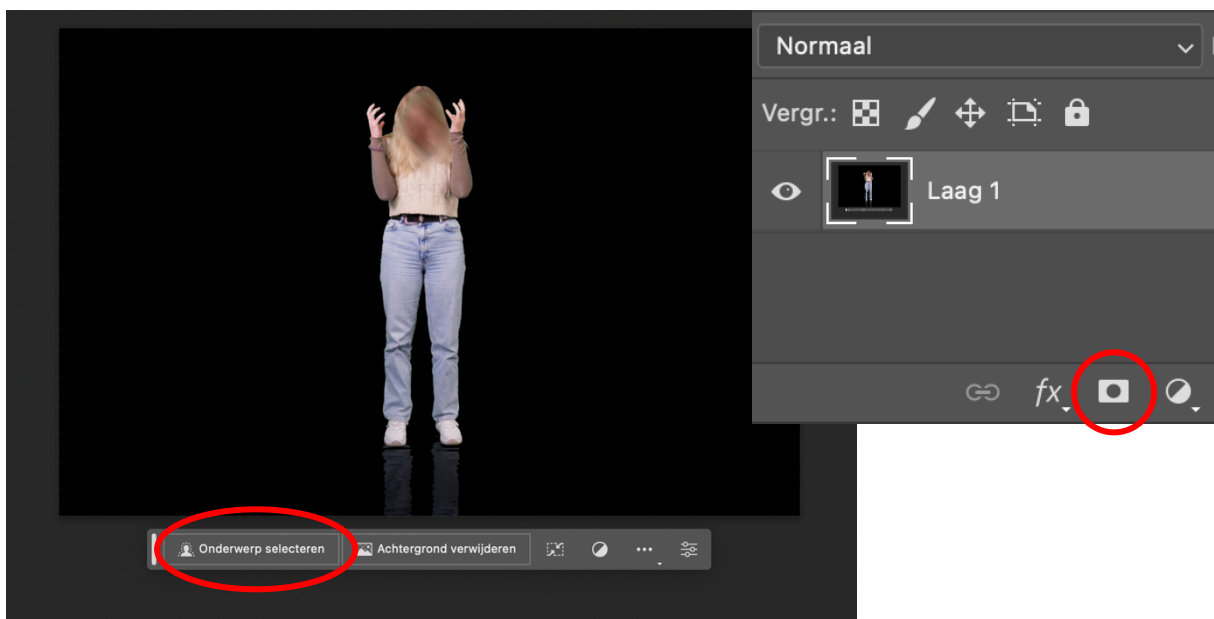 Normaal
Vergr.:
Laag 1
fx
Onderwerp selecteren
Achtergrond verwijderen